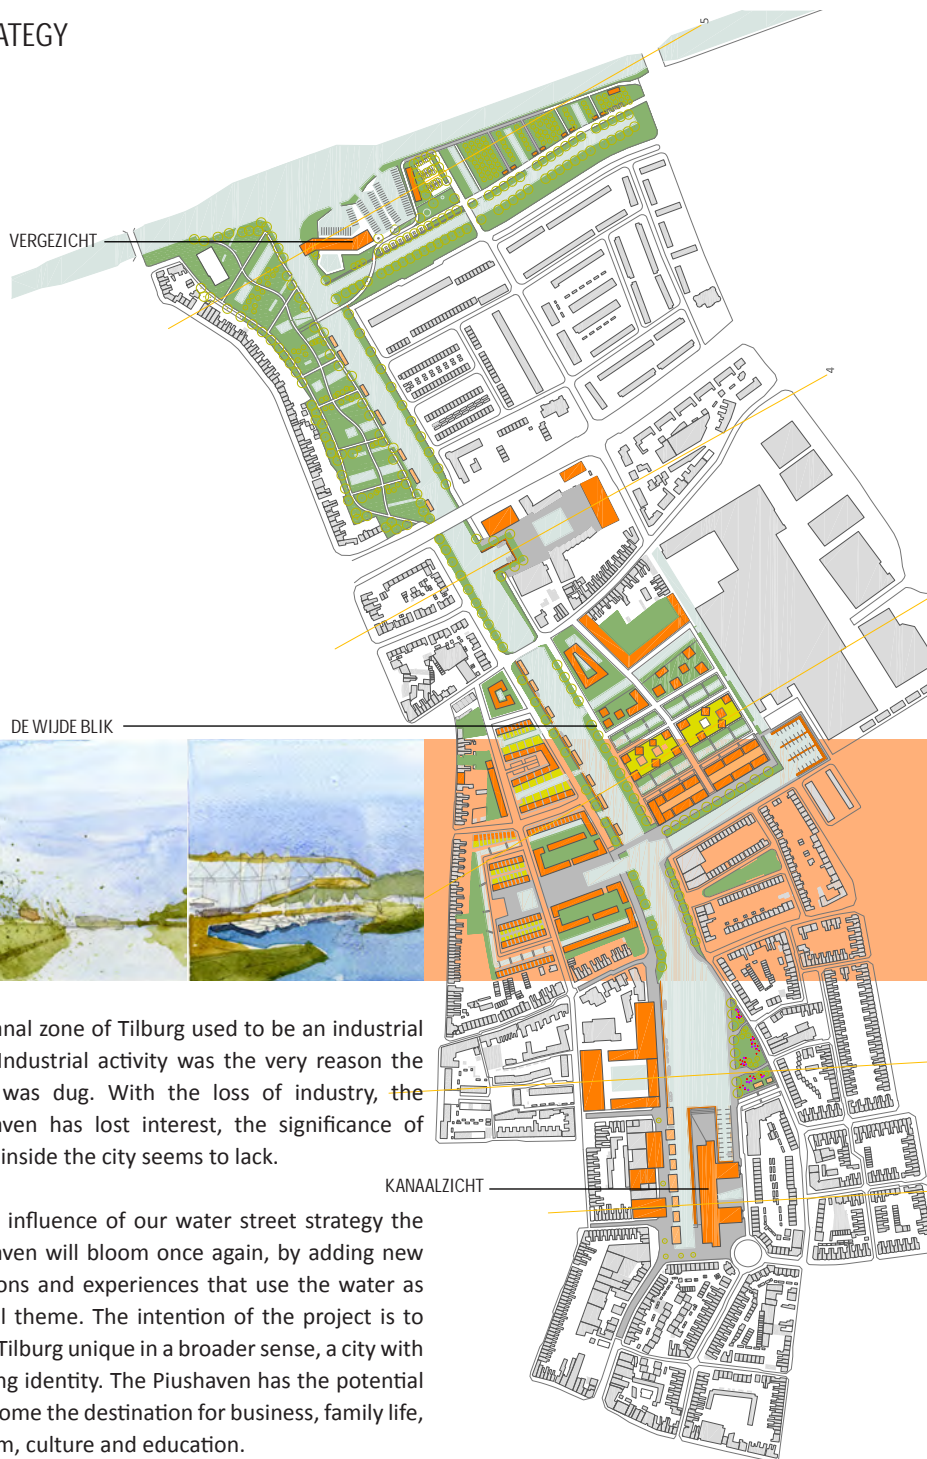 ATEGY
5
VERGEZICHT
4
DE WIJDE BLIK
anal zone of Tilburg used to be an industrial
Industrial activity was the very reason the
was dug. With the loss of industry, the
aven has lost interest, the significance of
inside the city seems to lack.
KANAALZICHT
influence of our water street strategy the
aven will bloom once again, by adding new
ons and experiences that use the water as
l theme. The intention of the project is to
Tilburg unique in a broader sense, a city with
ng identity. The Piushaven has the potential
ome the destination for business, family life,
m, culture and education.